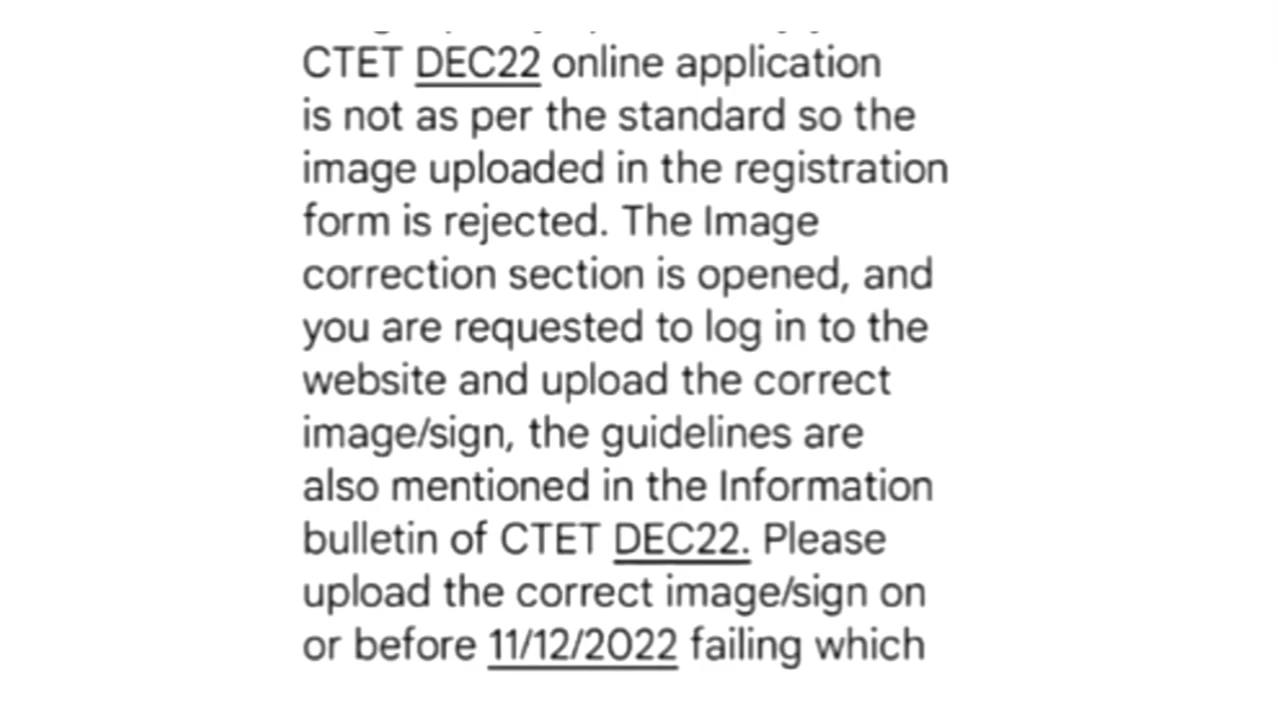 CTET DEC22 online application
is not as per the standard so the
image uploaded in the registration
form is rejected. The Image
correction section is opened, and
you are requested to log in to the
website and upload the correct
image/sign, the guidelines are
also mentioned in the Information
bulletin of CTET DEC22. Please
upload the correct image/sign on
or before 11/12/2022 failing which